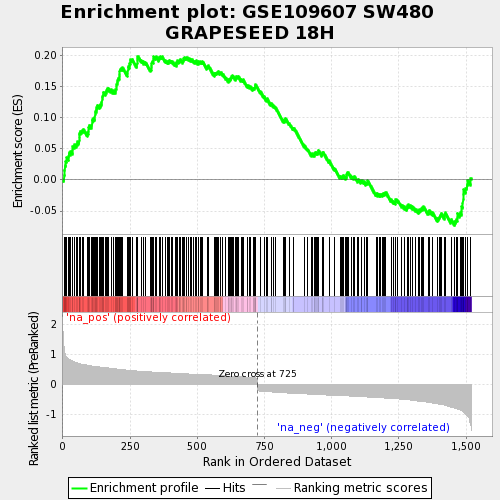 Enrichment plot: GSE109607 SW480
GRAPESEED 18H
Enrichment score (ES)
0.20
0.15
0.10
0.05
0.00
-0.05
'na_pos' (positively correlated)
Ranked list metric (PreRanked)
2
1
0
-1
Zero cross at 725
'na_neg' (negatively correlated)
0
250
500
750
1,000
1,250
1,500
Rank in Ordered Dataset
Enrichment profile
Hits
Ranking metric scores